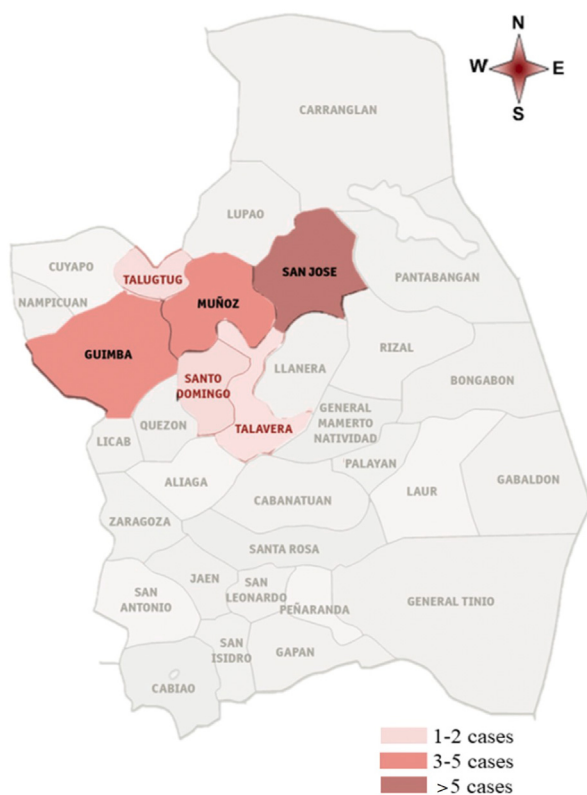 N
W E
S
CARRANGLAN
LUPAO
CUYAPO
TALUGTUG
SAN JOSE
PANTABANGAN
NAMPICUAN
MUÑOZ
GUIMBA
RIZAL
LLANERA
SANTO
DOMINGO
BONGABON
GENERAL
MAMERTO
NATIVIDAD
QUEZON
TALAVERA
LICAB
PALAYAN
ALIAGA
LAUR
GABALDON
CABANATUAN
ZARAGOZA
SANTA ROSA
JAEN
SAN
LEONARDO
SAN
ANTONIO
PEÑARANDA
GENERAL TINIO
SAN
ISIDRO
GAPAN
CABIAO
1-2 cases
3-5 cases
>5 cases